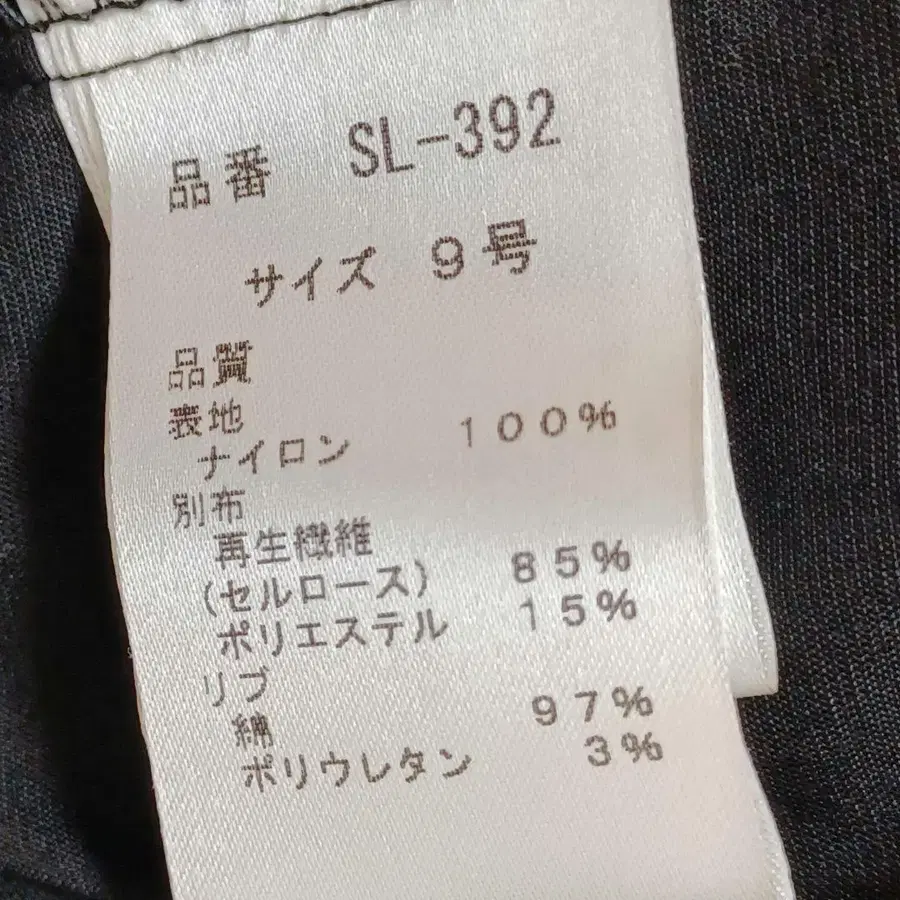 品番 SL-392
サイズ 9号
品質
表地
ナイロン 100%
別布
再生繊維
(セルロース) 85%
ポリエステル 15%
リブ
綿 97%
ポリウレタン 3%